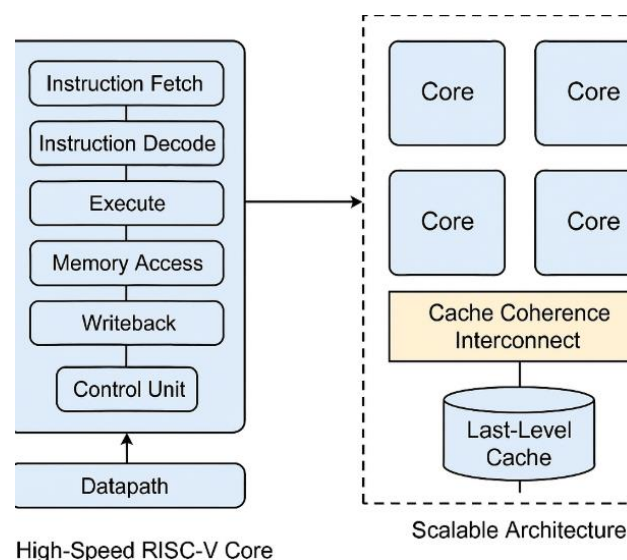 Instruction Fetch
Instruction Decode
Execute
Memory Access
Writeback
Control Unit
Datapath
High-Speed RISC-V Core
Core
Core
Core
Core
Cache Coherence
Interconnect
Last-Level
Cache
Scalable Architecture